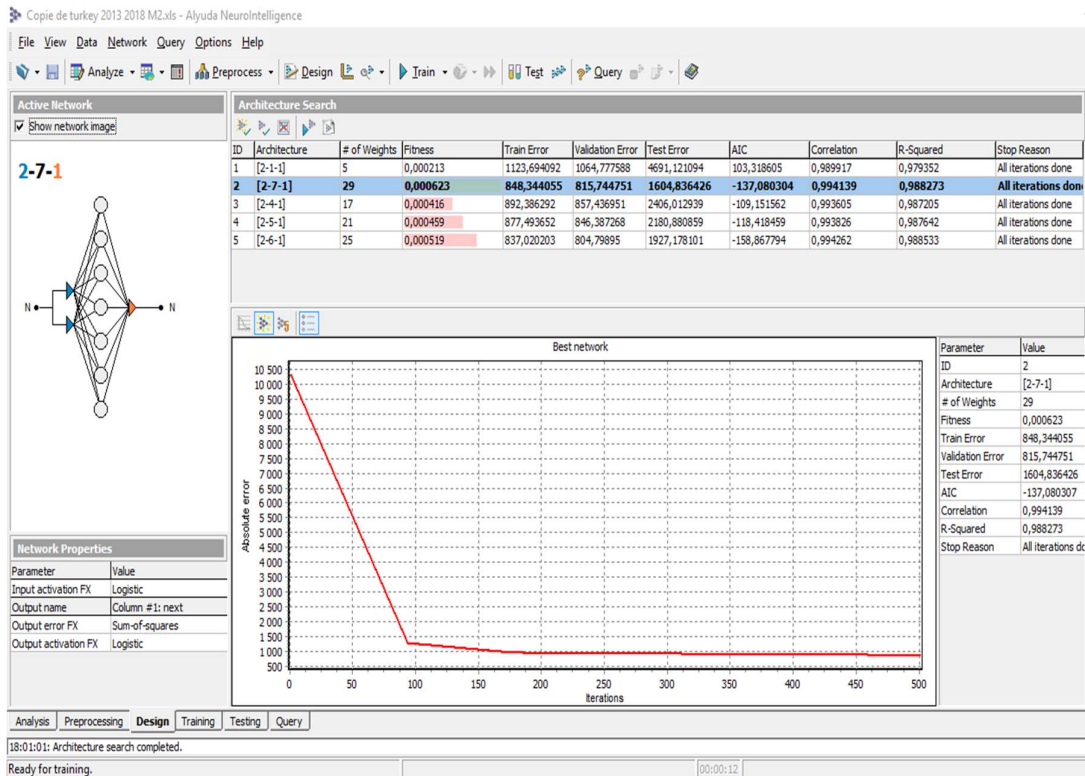 Copie de turkey 2013 2018 M2.xls - Alyuda NeuroIntelligence
File View Data Network Query Options Help
Analyze Preprocess Design Train Test Query
Active Network
Show network image
2-7-1
N N
Network Properties
Parameter Value
Input activation FX Logistic
Output name Column #1: next
Output error FX Sum-of-squares
Output activation FX Logistic
Architecture Search
ID Architecture # of Weights Fitness Train Error Validation Error Test Error AIC Correlation R-Squared Stop Reason
1 [2-1-1] 5 0,000213 1123,694092 1064,777588 4691,121094 103,318605 0,989917 0,979352 All iterations done
2 [2-7-1] 29 0,000623 848,344055 815,744751 1604,836426 -137,080304 0,994139 0,988273 All iterations don
3 [2-4-1] 17 0,000416 892,386292 857,436951 2406,012939 -109,151562 0,993605 0,987205 All iterations done
4 [2-5-1] 21 0,000459 877,493652 846,387268 2180,880859 -118,418459 0,993826 0,987642 All iterations done
5 [2-6-1] 25 0,000519 837,020203 804,79895 1927,178101 -158,867794 0,994262 0,988533 All iterations done
Best network
Absolute error
10 500
10 000
9 500
9 000
8 500
8 000
7 500
7 000
6 500
6 000
5 500
5 000
4 500
4 000
3 500
3 000
2 500
2 000
1 500
1 000
500
0 50 100 150 200 250 300 350 400 450 500
Iterations
Parameter Value
ID 2
Architecture [2-7-1]
# of Weights 29
Fitness 0,000623
Train Error 848,344055
Validation Error 815,744751
Test Error 1604,836426
AIC -137,080307
Correlation 0,994139
R-Squared 0,988273
Stop Reason All iterations do
Analysis Preprocessing Design Training Testing Query
18:01:01: Architecture search completed.
Ready for training. 00:00:12